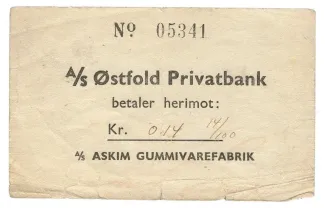 Nº 05341
A/S Østfold Privatbank
betaler herimot:
Kr. 0.14 14/100
A/S ASKIM GUMMIVAREFABRIK